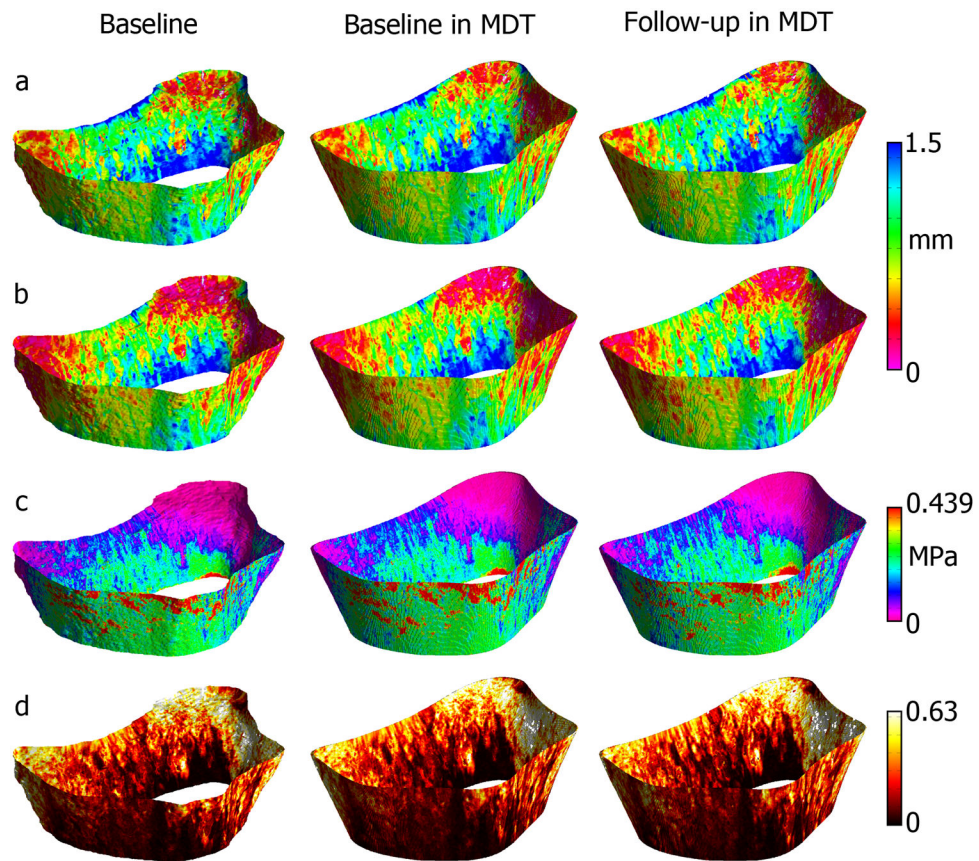 Baseline
Baseline in MDT
Follow-up in MDT
a
1.5
mm
b
0
c
0.439
MPa
0
d
0.63
0